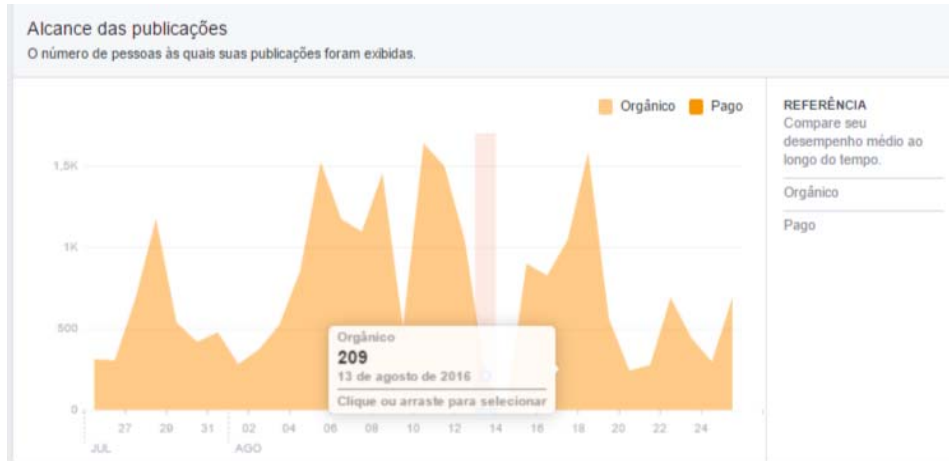 Alcance das publicações
O número de pessoas às quais suas publicações foram exibidas.
Orgânico
Pago
REFERÊNCIA
Compare seu
desempenho médio ao
longo do tempo.
Orgânico
Pago
1,5K
1K
500
0
Orgânico
209
13 de agosto de 2016
Clique ou arraste para selecionar
27 29 31 02 04 06 08 10 12 14 16 18 20 22 24
JUL AGO